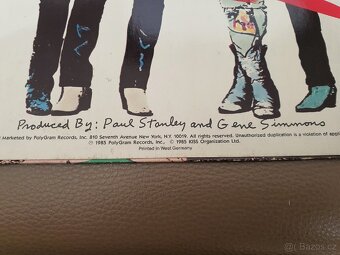 Produced By: Paul Stanley and Gene Simmons
Marketed by PolyGram Records, Inc. 810 Seventh Avenue New York, N.Y. 10019. All rights reserved. Unauthorized duplication is a violation of
℗ 1985 PolyGram Records, Inc. © 1985 KISS Organization Ltd.
Printed in West Germany